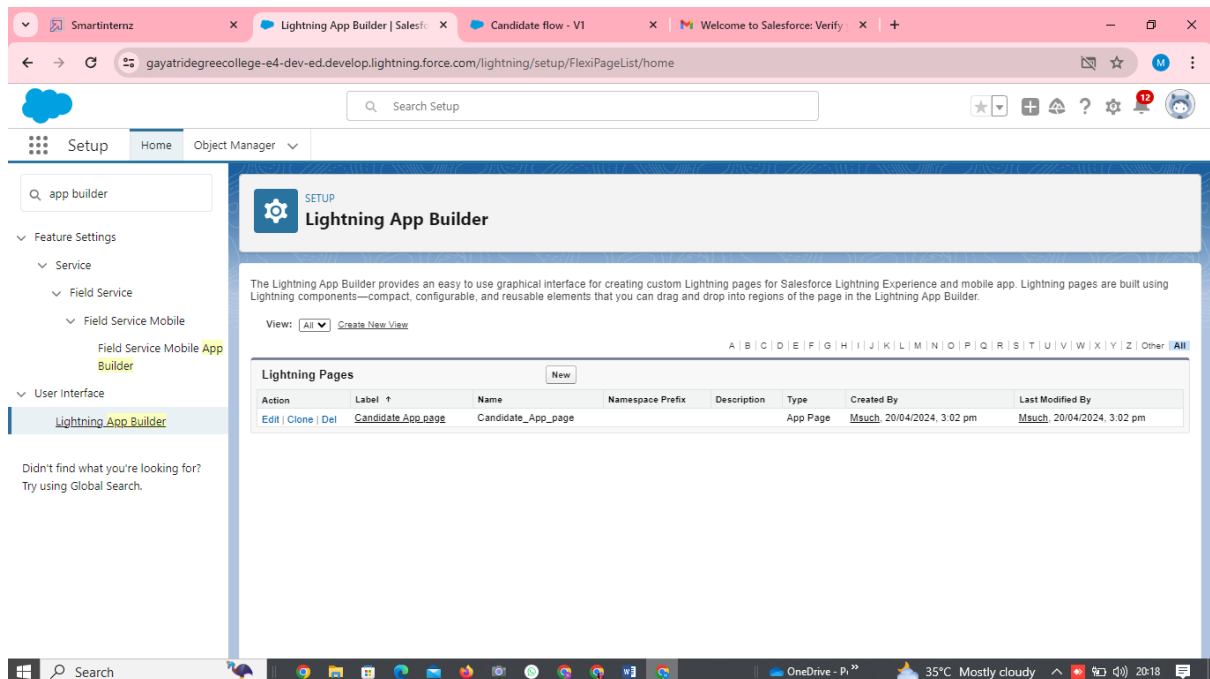 Smartinternz
Lightning App Builder | Salesfo
Candidate flow - V1
Welcome to Salesforce: Verify
gayatridegreecollege-e4-dev-ed.develop.lightning.force.com/lightning/setup/FlexiPageList/home
M
Search Setup
12
Setup
Home
Object Manager
app builder
Feature Settings
Service
Field Service
Field Service Mobile
Field Service Mobile App
Builder
User Interface
Lightning App Builder
Didn't find what you're looking for?
Try using Global Search.
SETUP
Lightning App Builder
The Lightning App Builder provides an easy to use graphical interface for creating custom Lightning pages for Salesforce Lightning Experience and mobile app. Lightning pages are built using
Lightning components—compact, configurable, and reusable elements that you can drag and drop into regions of the page in the Lightning App Builder.
View: All Create New View
A | B | C | D | E | F | G | H | I | J | K | L | M | N | O | P | Q | R | S | T | U | V | W | X | Y | Z | Other All
Lightning Pages New
Action Label ↑ Name Namespace Prefix Description Type Created By Last Modified By
Edit | Clone | Del Candidate App page Candidate_App_page App Page Msuch, 20/04/2024, 3:02 pm Msuch, 20/04/2024, 3:02 pm
Search
OneDrive - P
35°C Mostly cloudy
20:18